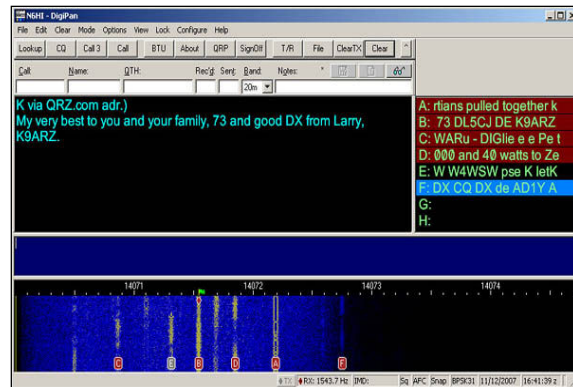 N6HI - DigiPan
File Edit Clear Mode Options View Lock Configure Help
Lookup CQ Call 3 Call BTU About QRP SignOff T/R File ClearTX Clear
Call: Name: QTH: Rec'd: Sent: Band: Notes:
20m
K via QRZ.com adr.)
My very best to you and your family, 73 and good DX from Larry,
K9ARZ.
A: rtians pulled together k
B: 73 DL5CJ DE K9ARZ
C: WARu - DIGlie e e Pe t
D: 000 and 40 watts to Ze
E: W W4WSW pse K letK
F: DX CQ DX de AD1Y A
G:
H:
14071 14072 14073 14074
C E B D A F
TX RX: 1543.7 Hz IMD: Sq AFC Snap BPSK31 11/12/2007 16:41:39 z